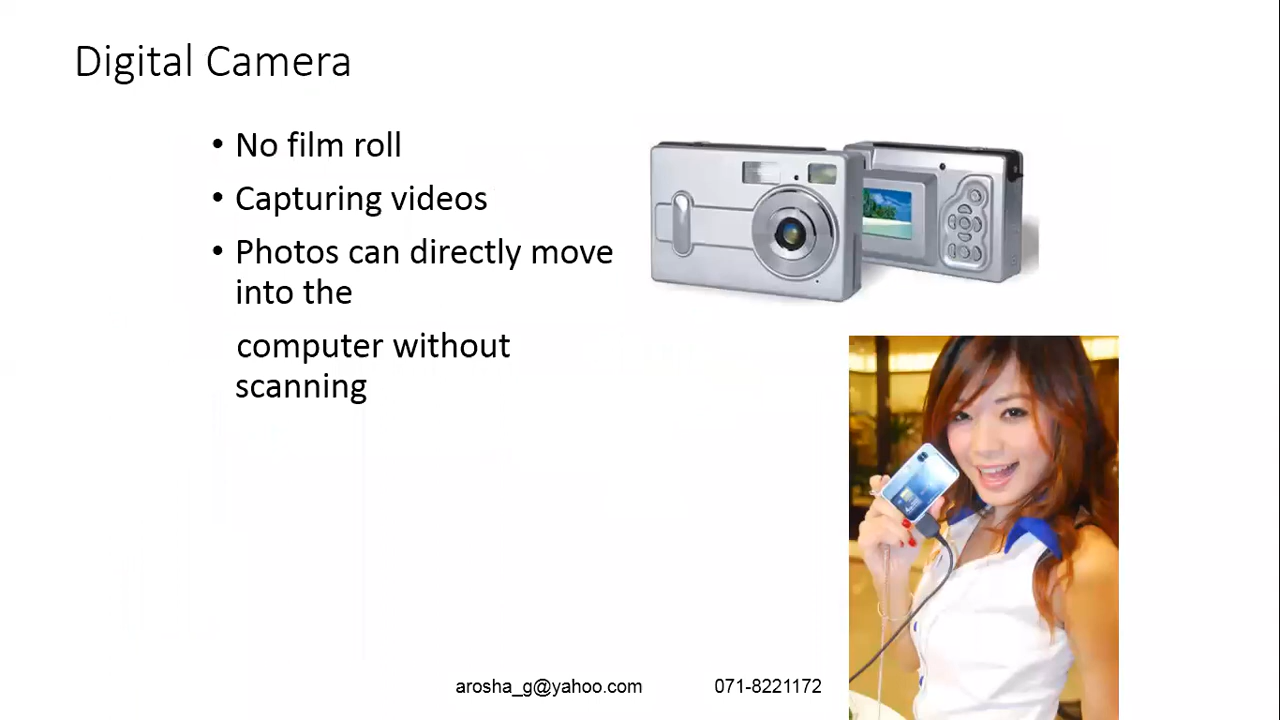 Digital Camera
• No film roll
• Capturing videos
• Photos can directly move
into the
computer without
scanning
arosha_g@yahoo.com 071-8221172